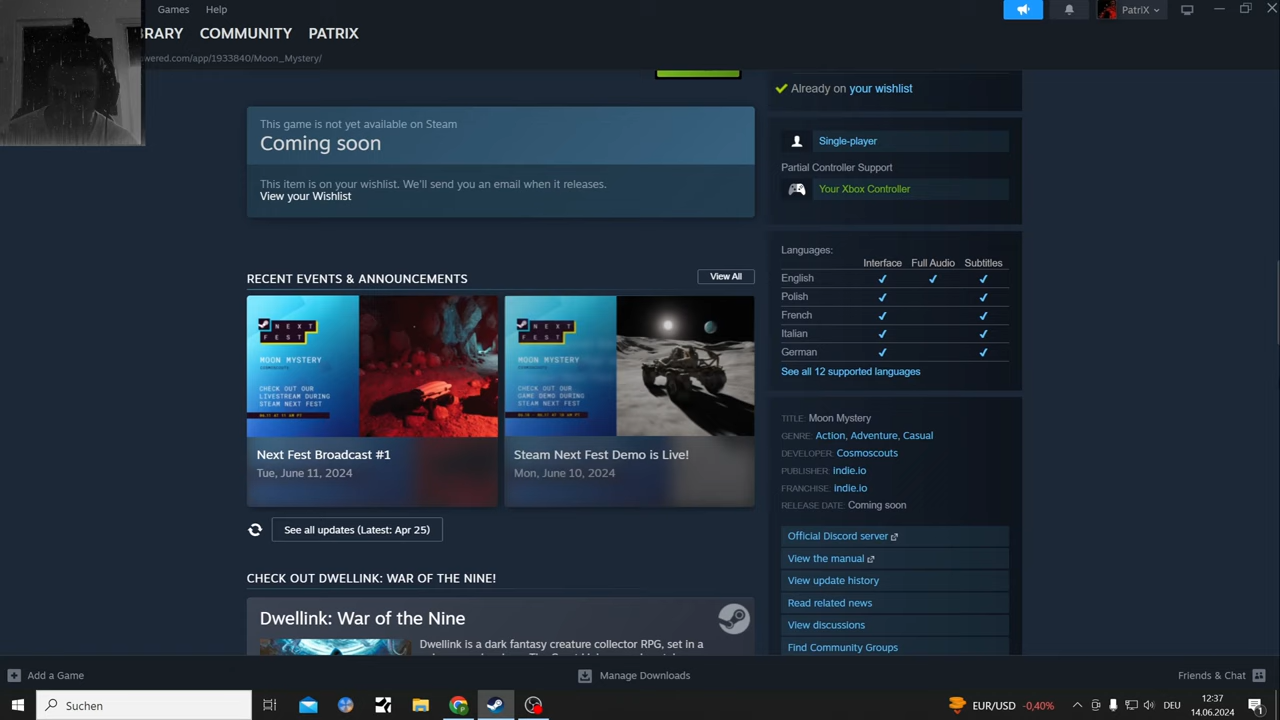 Games Help
PatriX
BRARY COMMUNITY PATRIX
wered.com/app/1933840/Moon_Mystery/
Already on your wishlist
This game is not yet available on Steam
Coming soon
This item is on your wishlist. We'll send you an email when it releases.
View your Wishlist
Single-player
Partial Controller Support
Your Xbox Controller
Languages:
Interface Full Audio Subtitles
English ✔ ✔ ✔
Polish ✔ ✔
French ✔ ✔
Italian ✔ ✔
German ✔ ✔
See all 12 supported languages
RECENT EVENTS & ANNOUNCEMENTS
View All
NEXT
FEST
MOON MYSTERY
CHECK OUT OUR
LIVESTREAM DURING
STEAM NEXT FEST
Next Fest Broadcast #1
Tue, June 11, 2024
NEXT
FEST
MOON MYSTERY
CHECK OUT OUR
GAME DEMO DURING
STEAM NEXT FEST
Steam Next Fest Demo is Live!
Mon, June 10, 2024
See all updates (Latest: Apr 25)
TITLE: Moon Mystery
GENRE: Action, Adventure, Casual
DEVELOPER: Cosmoscouts
PUBLISHER: indie.io
FRANCHISE: indie.io
RELEASE DATE: Coming soon
Official Discord server
View the manual
View update history
Read related news
View discussions
Find Community Groups
CHECK OUT DWELLINK: WAR OF THE NINE!
Dwellink: War of the Nine
Dwellink is a dark fantasy creature collector RPG, set in a
Add a Game
Manage Downloads
Friends & Chat
Suchen
EUR/USD -0,40%
DEU
12:37
14.06.2024
1